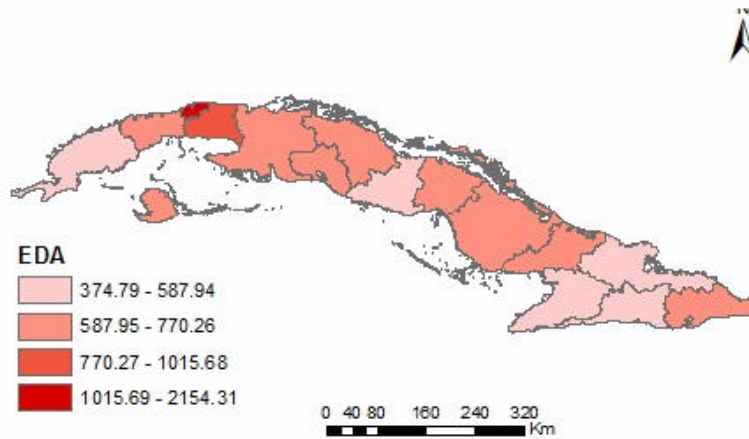 N
EDA
374.79 - 587.94
587.95 - 770.26
770.27 - 1015.68
1015.69 - 2154.31
0 40 80 160 240 320
Km